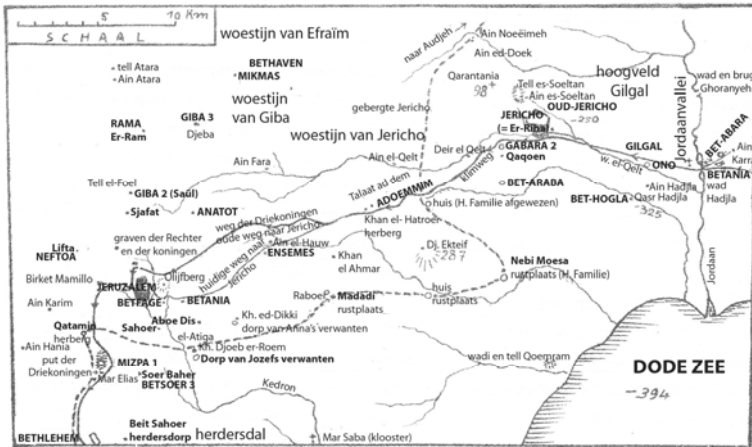 5 10 Km
SCHAAL
woestijn van Efraïm
naar Audjeh
Ain Noeëimeh
Ain ed-Doek
tell Atara
Ain Atara
BETHAVEN
MIKMAS
Qarantania
98
Tell es-Soeltan
Ain es-Soeltan
OUD-JERICHO
hoogveld
Gilgal
Jordaanvallei
wad en brug
Ghoranyeh
woestijn
van Giba
gebergte Jericho
RAMA
Er-Ram
GIBA 3
Djeba
woestijn van Jericho
JERICHO
(= Er-Riha)
-250
GABARA 2
Qaqoen
GILGAL
BET-ABARA
Deir el Qelt
klimweg
w. el-Qelt
ONO
Ain
Karra
BETANIA
Ain Fara
Ain el-Qelt
Tell el-Foel
GIBA 2 (Saül)
Talaat ad dem
ADOEMMIM
BET-ARABA
wad
Hadjla
Ain Hadjla
Qasr Hadjla
BET-HOGLA
-325
Sjafat
ANATOT
weg der Driekoningen
oude weg naar Jericho
huis (H. Familie afgewezen)
Khan el-Hatroer
herberg
Lifta
NEFTOA
graven der Rechter
en der koningen
Ain el-Hauw
ENSEMES
huidige weg naar
Jericho
Khan
el Ahmar
Dj. Ekteif
287
Nebi Moesa
rustplaats (H. Familie)
Jordaan
Birket Mamillo
Olijfberg
JERUZALEM
BETFAGE
BETANIA
Raboe
Madadi
rustplaats
huis
rustplaats
Ain Karim
Aboe Dis
Sahoer
Kh. ed-Dikki
dorp van Anna's verwanten
Qatamin
herberg
el-Atiga
Kh. Djoeb er-Roem
Dorp van Jozefs verwanten
Ain Hania
put der
Driekoningen
MIZPA 1
Mar Elias
Soer Baher
BETSOER 3
wadi en tell Qoemram
DODE ZEE
-394
Kedron
BETHLEHEM
Beit Sahoer
herdersdorp
herdersdal
Mar Saba (klooster)